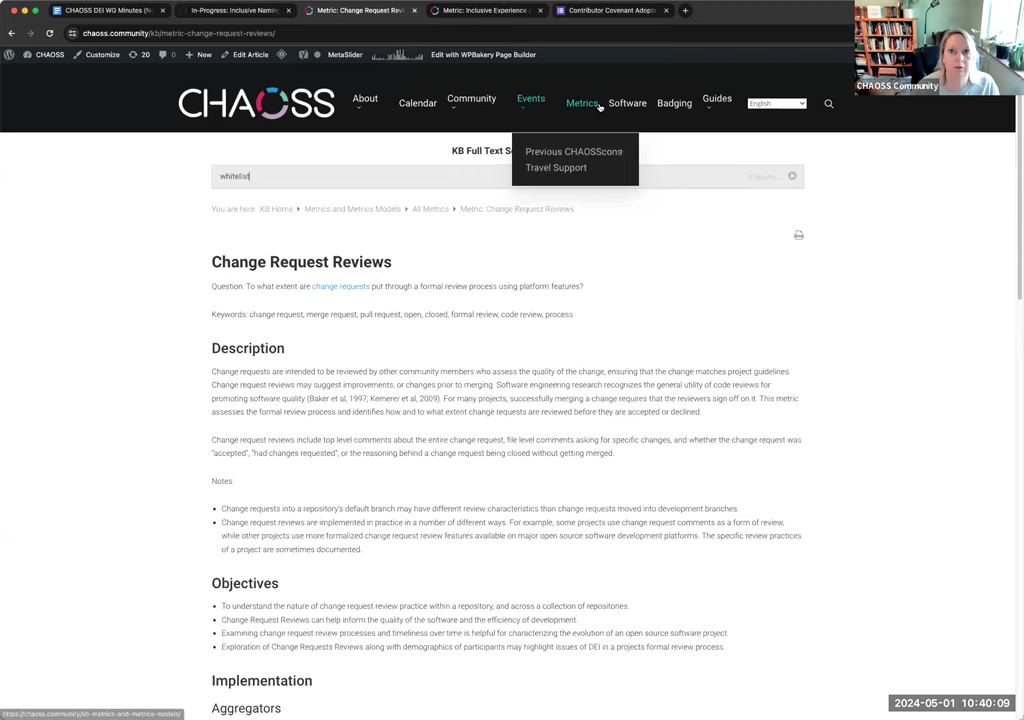 CHAOSS DEI WG Minutes (N
In-Progress: Inclusive Namin
Metric: Change Request Rev
Metric: Inclusive Experience a
Contributor Covenant Adopte
chaoss.community/kb/metric-change-request-reviews/
CHAOSS
Customize
20
0
New
Edit Article
MetaSlider
Edit with WPBakery Page Builder
CHAOSS Community
CHAOSS
About
Calendar
Community
Events
Metrics
Software
Badging
Guides
English
Previous CHAOSScons
Travel Support
KB Full Text S
whitelist
0 results
You are here: KB Home Metrics and Metrics Models All Metrics Metric: Change Request Reviews
Change Request Reviews
Question: To what extent are change requests put through a formal review process using platform features?
Keywords: change request, merge request, pull request, open, closed, formal review, code review, process
Description
Change requests are intended to be reviewed by other community members who assess the quality of the change, ensuring that the change matches project guidelines.
Change request reviews may suggest improvements, or changes prior to merging. Software engineering research recognizes the general utility of code reviews for
promoting software quality (Baker et al, 1997; Kemerer et al, 2009). For many projects, successfully merging a change requires that the reviewers sign off on it. This metric
assesses the formal review process and identifies how and to what extent change requests are reviewed before they are accepted or declined.
Change request reviews include top level comments about the entire change request, file level comments asking for specific changes, and whether the change request was
"accepted", "had changes requested", or the reasoning behind a change request being closed without getting merged.
Notes:
• Change requests into a repository's default branch may have different review characteristics than change requests moved into development branches.
• Change request reviews are implemented in practice in a number of different ways. For example, some projects use change request comments as a form of review,
while other projects use more formalized change request review features available on major open source software development platforms. The specific review practices
of a project are sometimes documented.
Objectives
• To understand the nature of change request review practice within a repository, and across a collection of repositories.
• Change Request Reviews can help inform the quality of the software and the efficiency of development.
• Examining change request review processes and timeliness over time is helpful for characterizing the evolution of an open source software project.
• Exploration of Change Requests Reviews along with demographics of participants may highlight issues of DEI in a projects formal review process.
Implementation
Aggregators
https://chaoss.community/kb-metrics-and-metrics-models/
2024-05-01 10:40:09